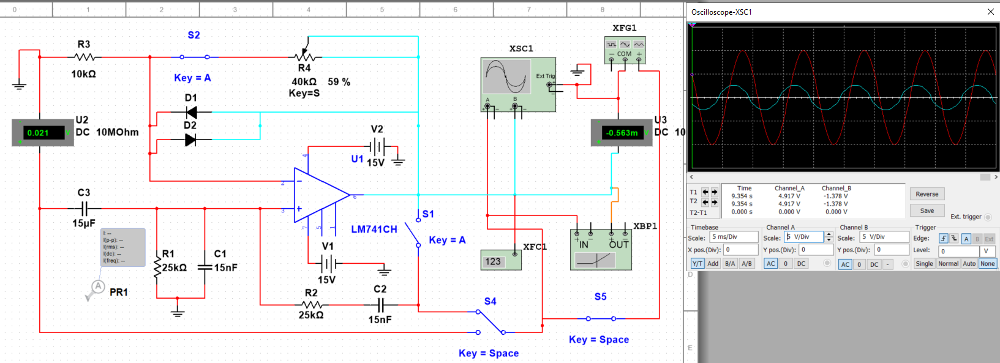 0 1 2 3 4 5 6 7 8
Oscilloscope-XSC1
S2
XFG1
R3
XSC1
COM
10kΩ
R4
Key = A
40kΩ 59 %
Key=S
Ext Trig
A B
D1
U2
0.021 V
DC 10MOhm
D2
V2
U3
-0.563m V
DC 10
4
U1 15V
2
6
3
C3
15µF
7 5 1
LM741CH
S1
Key = A
XBP1
IN OUT
I: --
I(p-p): --
I(rms): --
I(dc): --
I(freq): --
A
PR1
R1
25kΩ
C1
15nF
V1
15V
XFC1
123
R2
25kΩ
C2
15nF
S4
S5
Key = Space
Key = Space
D
E
Time Channel_A Channel_B
T1 9.354 s 4.917 V -1.378 V
T2 9.354 s 4.917 V -1.378 V
T2-T1 0.000 s 0.000 V 0.000 V
Reverse
Save
Ext. trigger
Timebase Channel A Channel B Trigger
Scale: 5 ms/Div Scale: 5 V/Div Scale: 5 V/Div Edge: A B Ext
X pos.(Div): 0 Y pos.(Div): 0 Y pos.(Div): 0 Level: 0 V
Y/T Add B/A A/B AC 0 DC AC 0 DC - Single Normal Auto None